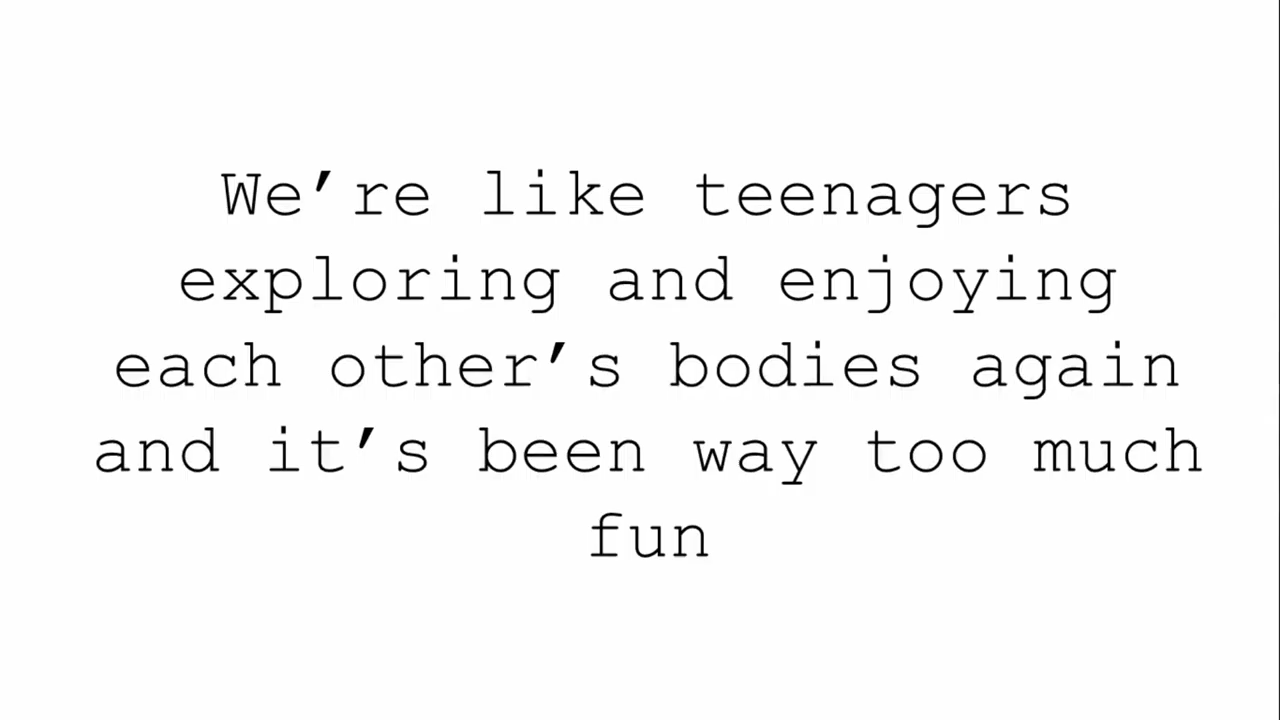 We’re like teenagers
exploring and enjoying
each other’s bodies again
and it’s been way too much
fun